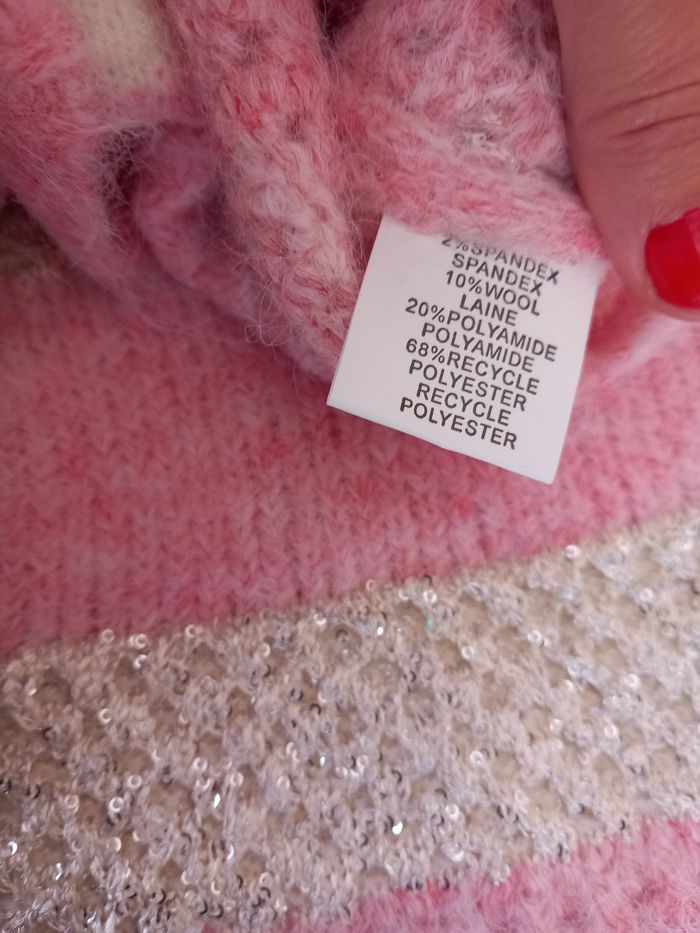 2%SPANDEX
SPANDEX
10%WOOL
LAINE
20%POLYAMIDE
POLYAMIDE
68%RECYCLE
POLYESTER
RECYCLE
POLYESTER